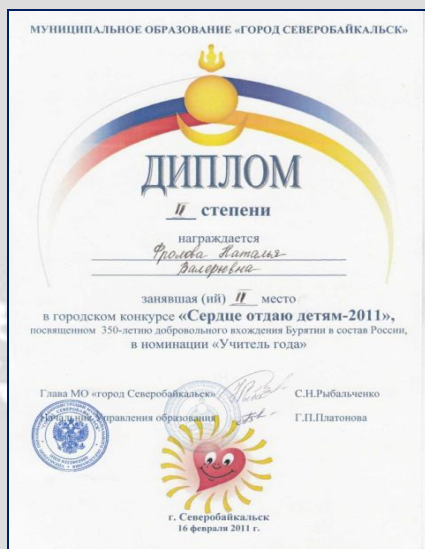 МУНИЦИПАЛЬНОЕ ОБРАЗОВАНИЕ «ГОРОД СЕВЕРОБАЙКАЛЬСК»
ДИПЛОМ
II степени
награждается
Фролова Наталья
Валерьевна
занявшая (ий) II место
в городском конкурсе «Сердце отдаю детям-2011»,
посвященном 350-летию добровольного вхождения Бурятии в состав России,
в номинации «Учитель года»
Глава МО «город Северобайкальск» С.Н.Рыбальченко
Начальник Управления образования Г.П.Платонова
г. Северобайкальск
16 февраля 2011 г.